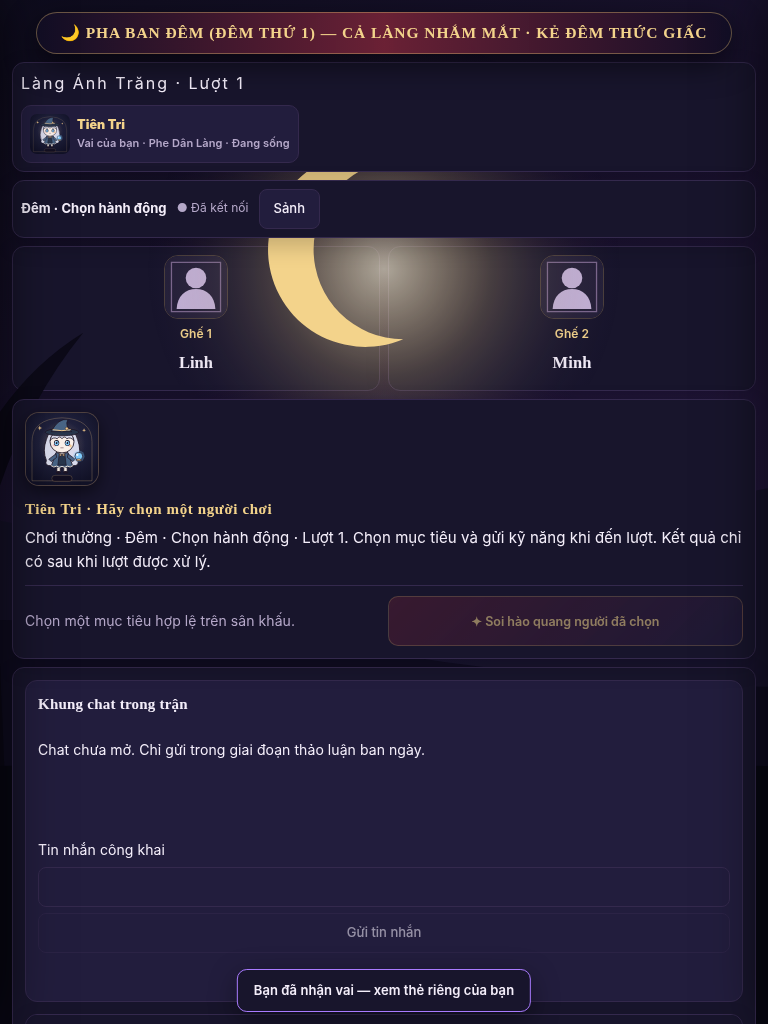 🌙 PHA BAN ĐÊM (ĐÊM THỨ 1) — CẢ LÀNG NHẮM MẮT · KẺ ĐÊM THỨC GIẤC
Làng Ánh Trăng · Lượt 1
Tiên Tri
Vai của bạn · Phe Dân Làng · Đang sống
Đêm · Chọn hành động
Đã kết nối
Sảnh
Ghế 1
Linh
Ghế 2
Minh
Tiên Tri · Hãy chọn một người chơi
Chơi thường · Đêm · Chọn hành động · Lượt 1. Chọn mục tiêu và gửi kỹ năng khi đến lượt. Kết quả chỉ
có sau khi lượt được xử lý.
Chọn một mục tiêu hợp lệ trên sân khấu.
✦ Soi hào quang người đã chọn
Khung chat trong trận
Chat chưa mở. Chỉ gửi trong giai đoạn thảo luận ban ngày.
Tin nhắn công khai
Gửi tin nhắn
Bạn đã nhận vai — xem thẻ riêng của bạn